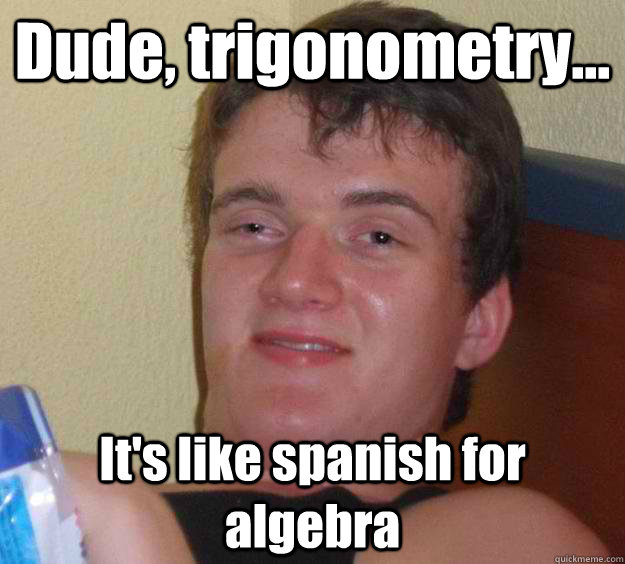 Dude, trigonometry...
It's like spanish for
algebra
quickmeme.com